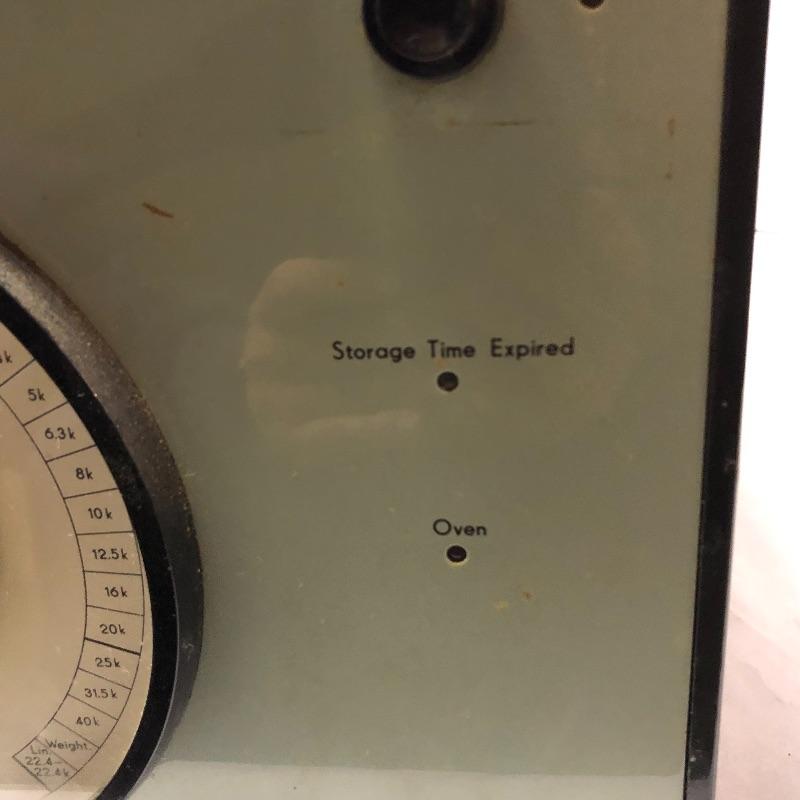 Storage Time Expired
Oven
5k
6.3k
8k
10k
12.5k
16k
20k
25k
31.5k
40k
Lin. Weight.
22.4–
22.4k